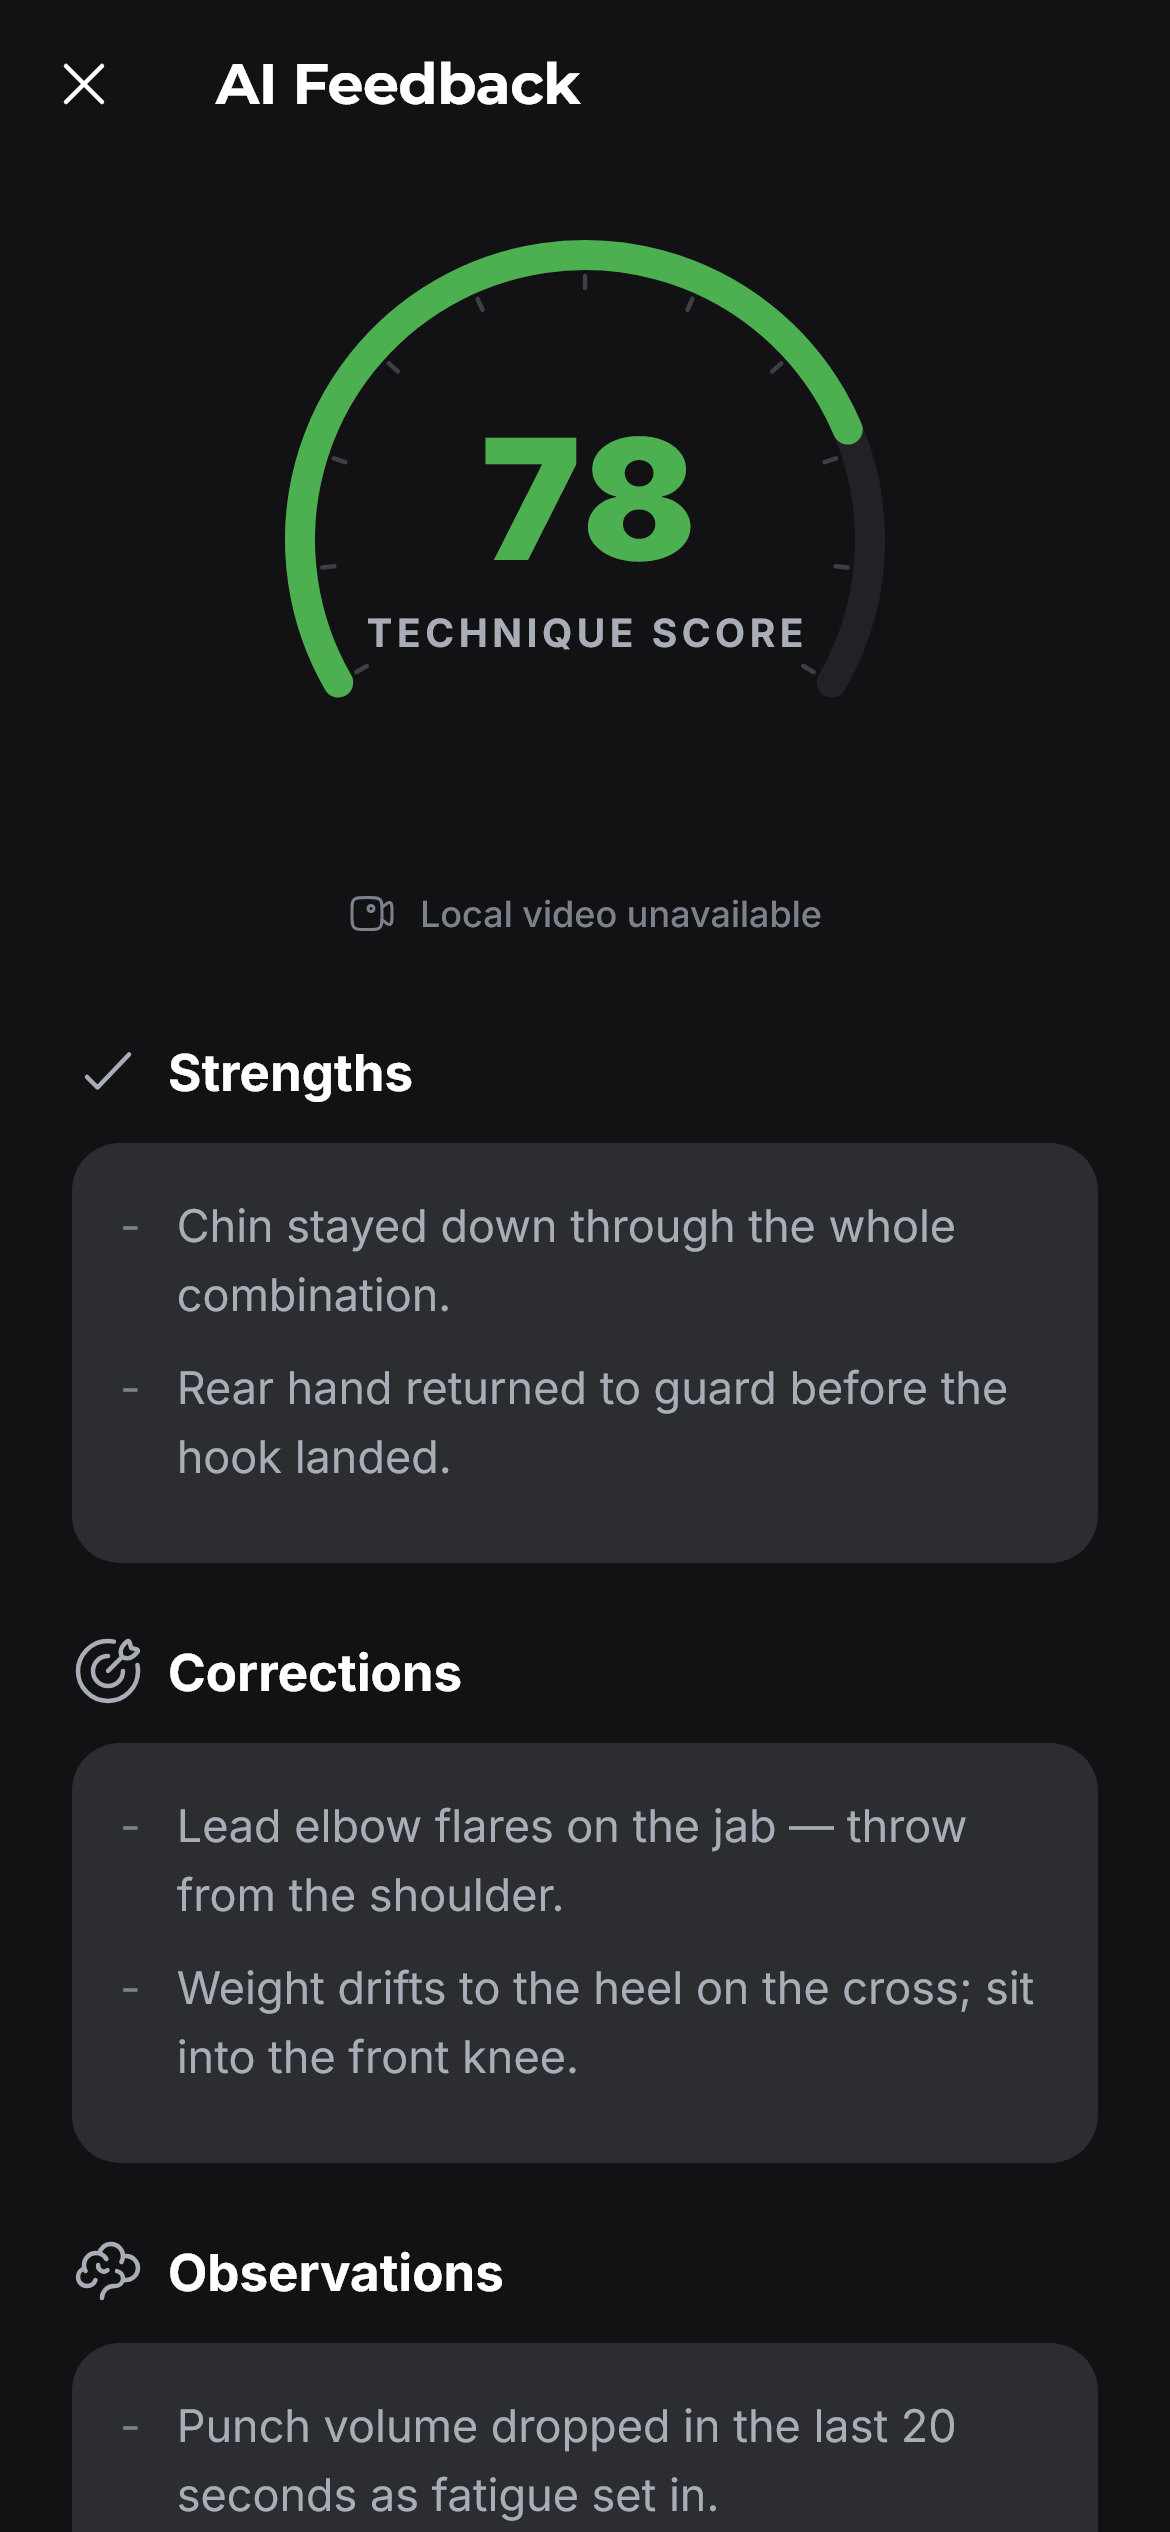 AI Feedback
78
TECHNIQUE SCORE
Local video unavailable
Strengths
- Chin stayed down through the whole
combination.
- Rear hand returned to guard before the
hook landed.
Corrections
- Lead elbow flares on the jab — throw
from the shoulder.
- Weight drifts to the heel on the cross; sit
into the front knee.
Observations
- Punch volume dropped in the last 20
seconds as fatigue set in.